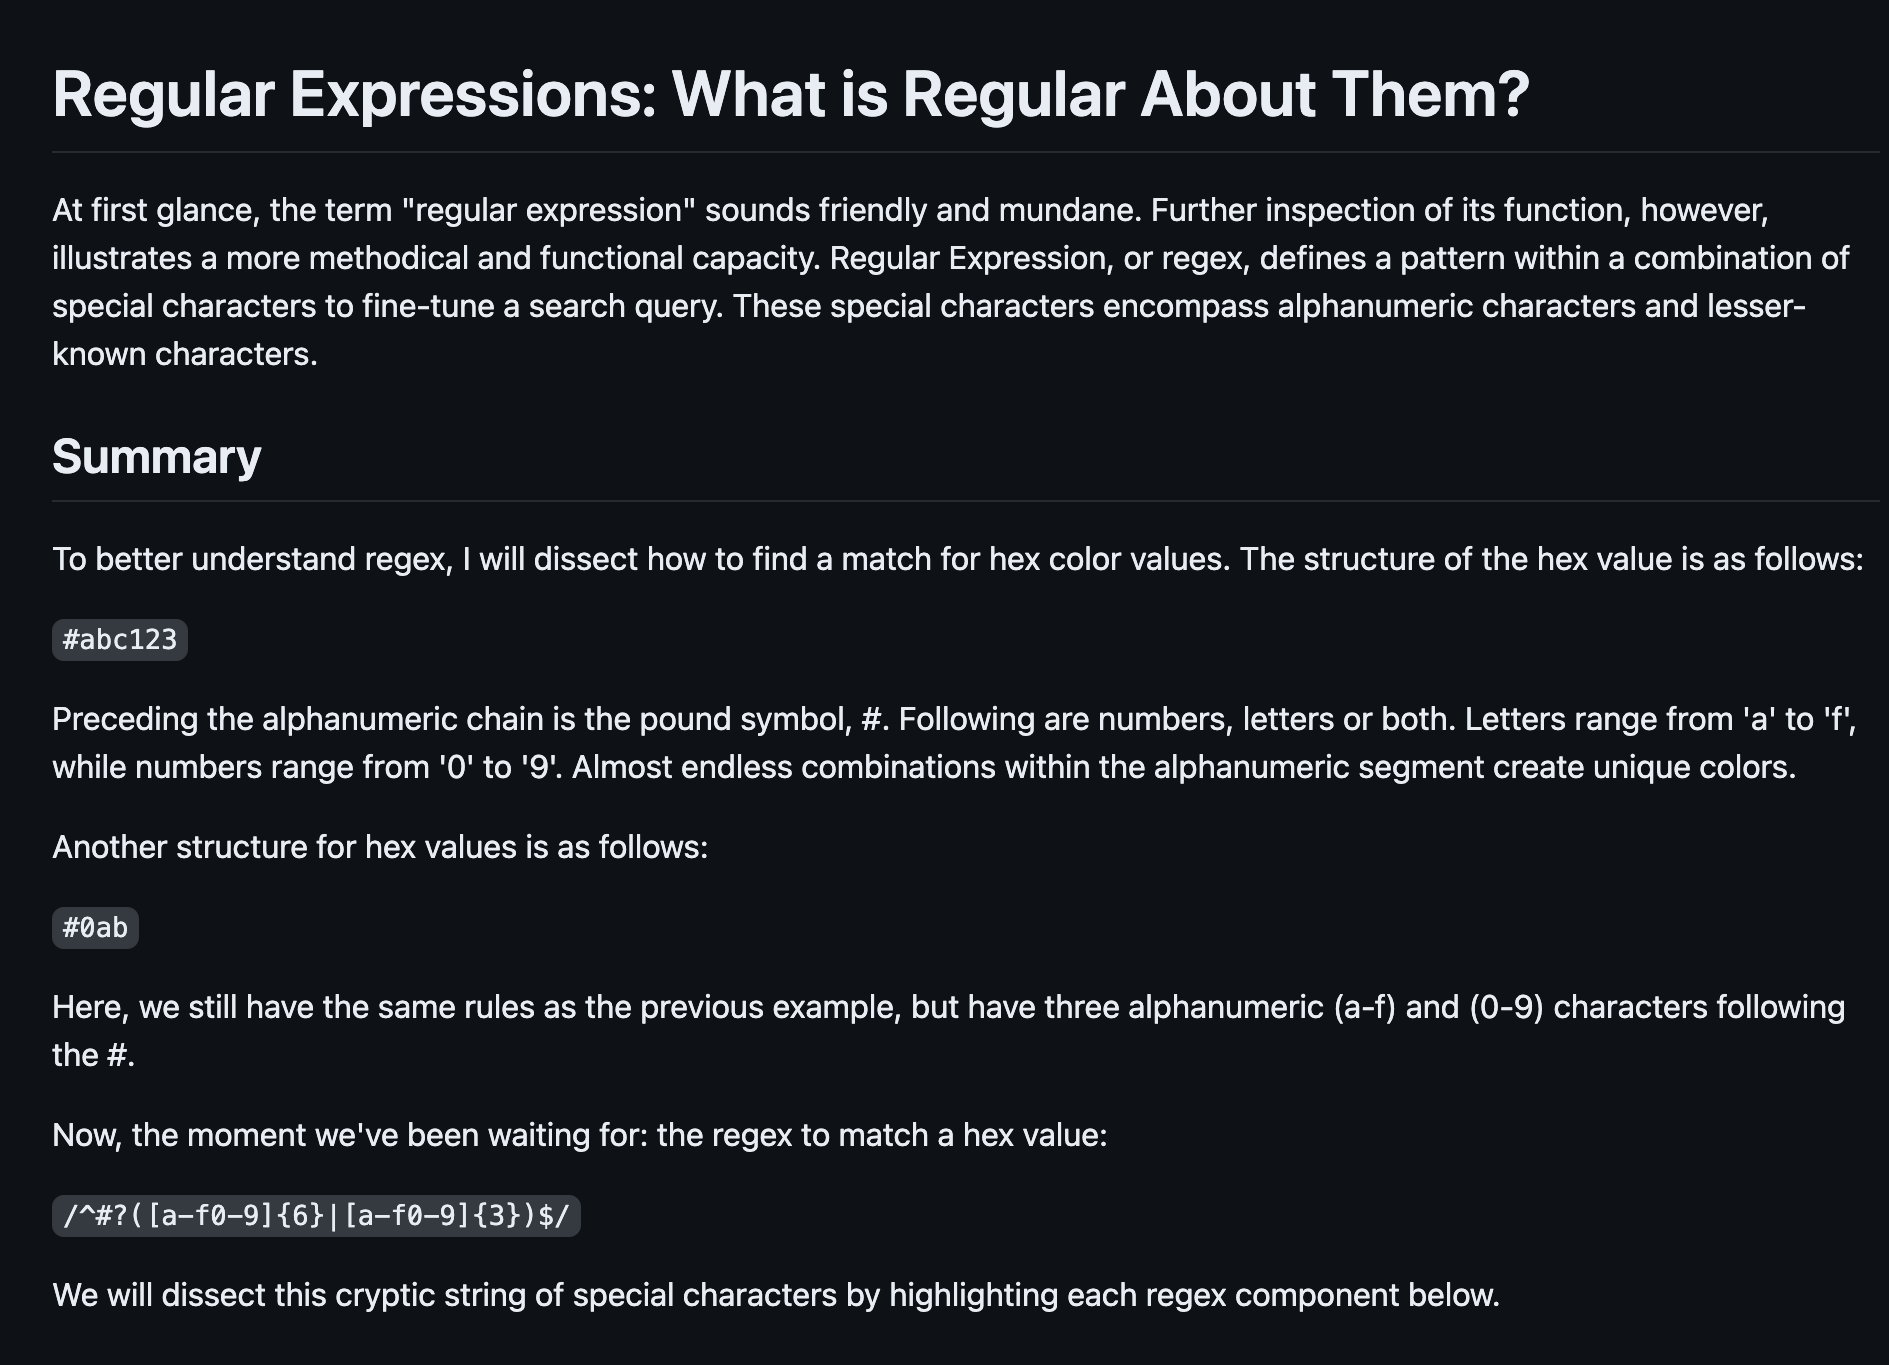 Regular Expressions: What is Regular About Them?
At first glance, the term "regular expression" sounds friendly and mundane. Further inspection of its function, however,
illustrates a more methodical and functional capacity. Regular Expression, or regex, defines a pattern within a combination of
special characters to fine-tune a search query. These special characters encompass alphanumeric characters and lesser-
known characters.
Summary
To better understand regex, I will dissect how to find a match for hex color values. The structure of the hex value is as follows:
#abc123
Preceding the alphanumeric chain is the pound symbol, #. Following are numbers, letters or both. Letters range from 'a' to 'f',
while numbers range from '0' to '9'. Almost endless combinations within the alphanumeric segment create unique colors.
Another structure for hex values is as follows:
#0ab
Here, we still have the same rules as the previous example, but have three alphanumeric (a-f) and (0-9) characters following
the #.
Now, the moment we've been waiting for: the regex to match a hex value:
/^#?([a-f0-9]{6}|[a-f0-9]{3})$/
We will dissect this cryptic string of special characters by highlighting each regex component below.